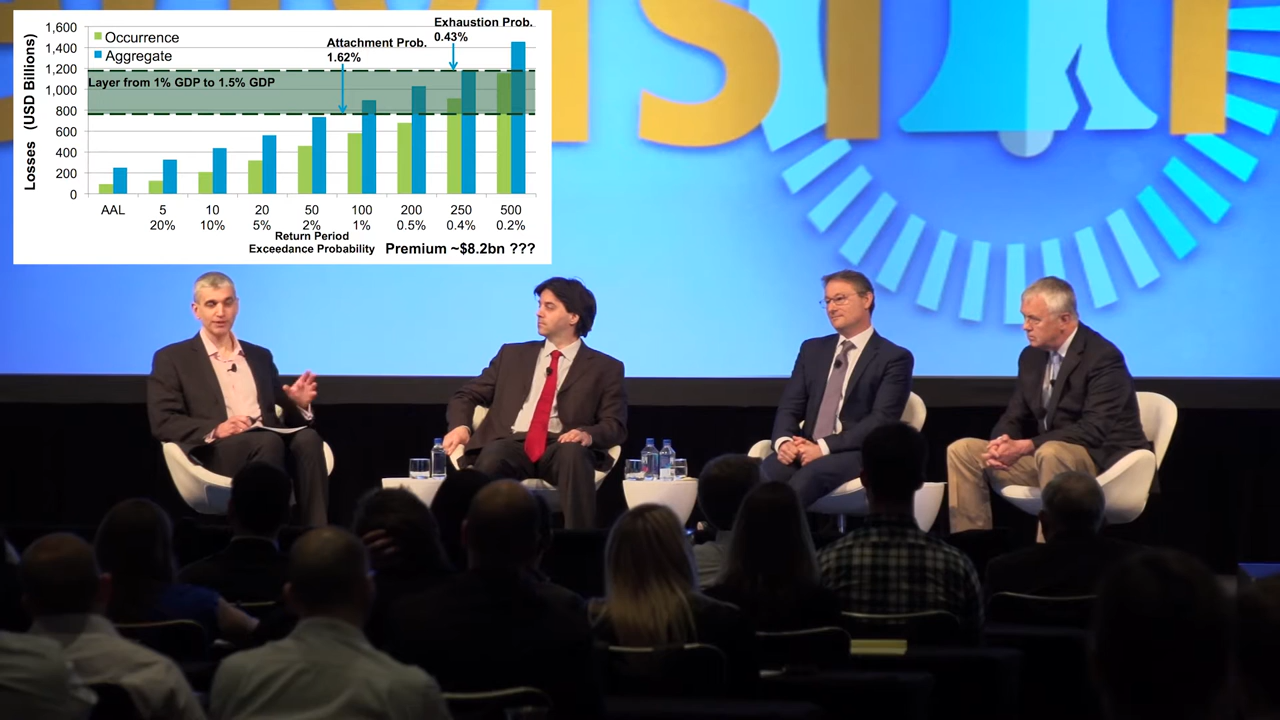 Exhaustion Prob.
0.43%
Attachment Prob.
1.62%
Losses (USD Billions)
1,600
1,400
1,200
1,000
800
600
400
200
0
Occurrence
Aggregate
Layer from 1% GDP to 1.5% GDP
AAL 5 10 20 50 100 200 250 500
20% 10% 5% 2% 1% 0.5% 0.4% 0.2%
Return Period
Exceedance Probability
Premium ~$8.2bn ???